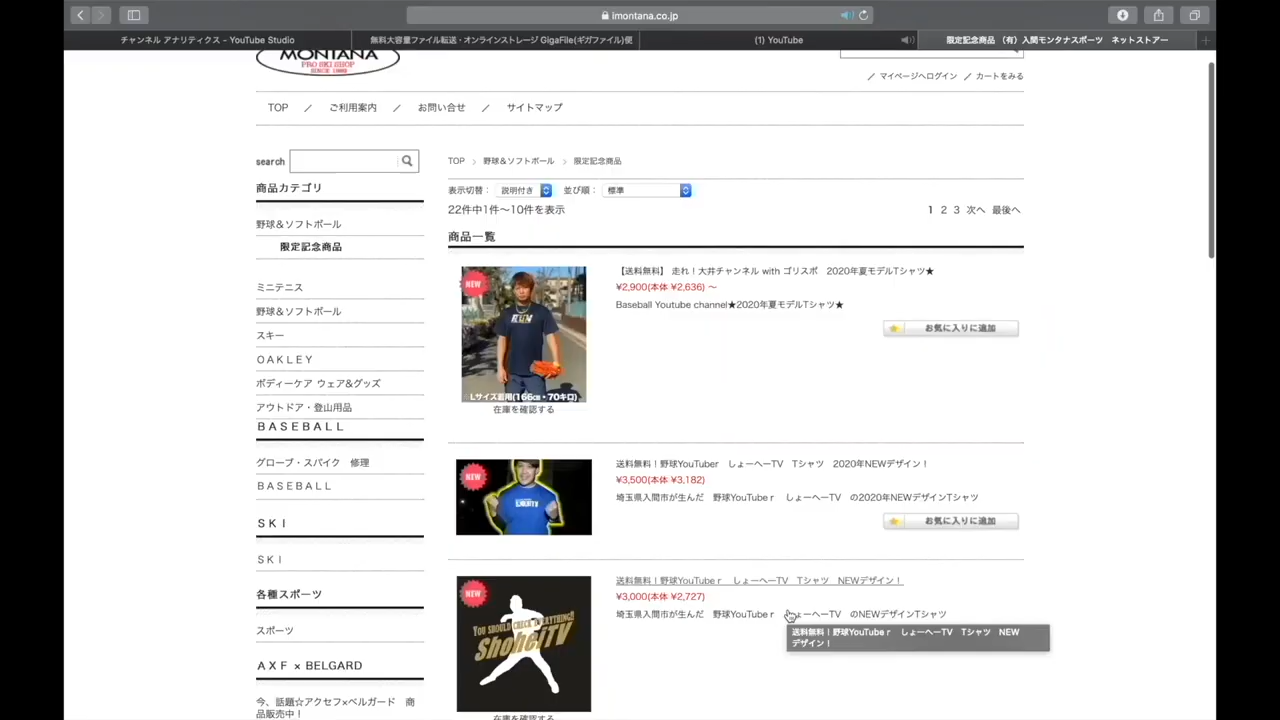 imontana.co.jp
チャンネル アナリティクス - YouTube Studio
無料大容量ファイル転送・オンラインストレージ GigaFile(ギガファイル)便
(1) YouTube
限定記念商品 （有）入間モンタナスポーツ ネットストアー
MONTANA
PRO SKI SHOP
SINCE 1980
／ マイページへログイン ／ カートをみる
TOP ／ ご利用案内 ／ お問い合せ ／ サイトマップ
search
商品カテゴリ
野球＆ソフトボール
限定記念商品
ミニテニス
野球＆ソフトボール
スキー
ＯＡＫＬＥＹ
ボディーケア ウェア&グッズ
アウトドア・登山用品
ＢＡＳＥＢＡＬＬ
グローブ・スパイク 修理
ＢＡＳＥＢＡＬＬ
ＳＫＩ
ＳＫＩ
各種スポーツ
スポーツ
ＡＸＦ × BELGARD
今、話題☆アクセフ×ベルガード 商
品販売中！
TOP > 野球＆ソフトボール > 限定記念商品
表示切替： 説明付き 並び順： 標準
22件中1件〜10件を表示
1 2 3 次へ 最後へ
商品一覧
NEW
RUN
Lサイズ着用(166㎝・70キロ)
在庫を確認する
【送料無料】 走れ！大井チャンネル with ゴリスポ 2020年夏モデルTシャツ★
¥2,900(本体 ¥2,636) 〜
Baseball Youtube channel★2020年夏モデルTシャツ★
お気に入りに追加
NEW
送料無料！野球YouTuber しょーへーTV Tシャツ 2020年NEWデザイン！
¥3,500(本体 ¥3,182)
埼玉県入間市が生んだ 野球YouTubeｒ しょーへーTV の2020年NEWデザインTシャツ
お気に入りに追加
NEW
YOU SHOULD CHECK EVERYTHING!!
ShoheiTV
在庫を確認する
送料無料！野球YouTubeｒ しょーへーTV Tシャツ NEWデザイン！
¥3,000(本体 ¥2,727)
埼玉県入間市が生んだ 野球YouTubeｒ しょーへーTV のNEWデザインTシャツ
送料無料！野球YouTubeｒ しょーへーTV Tシャツ NEW
デザイン！